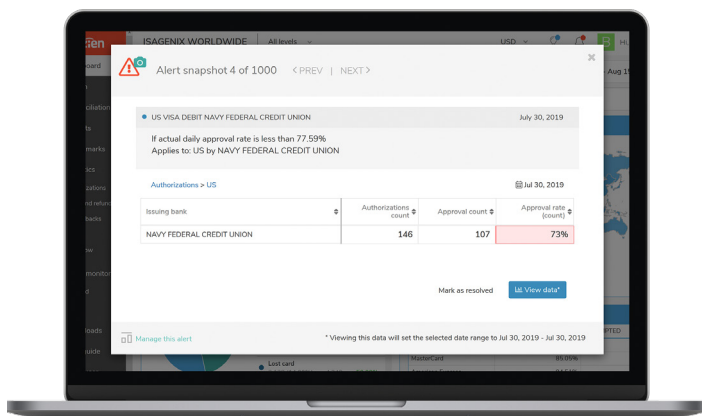 ien
ISAGENIX WORLDWIDE All levels USD
Alert snapshot 4 of 1000 < PREV | NEXT >
US VISA DEBIT NAVY FEDERAL CREDIT UNION July 30, 2019
If actual daily approval rate is less than 77.59%
Applies to: US by NAVY FEDERAL CREDIT UNION
Authorizations > US Jul 30, 2019
Issuing bank Authorizations count Approval count Approval rate (count)
NAVY FEDERAL CREDIT UNION 146 107 73%
Mark as resolved View data*
Manage this alert * Viewing this data will set the selected date range to Jul 30, 2019 - Jul 30, 2019
Lost card
MasterCard 85.05%